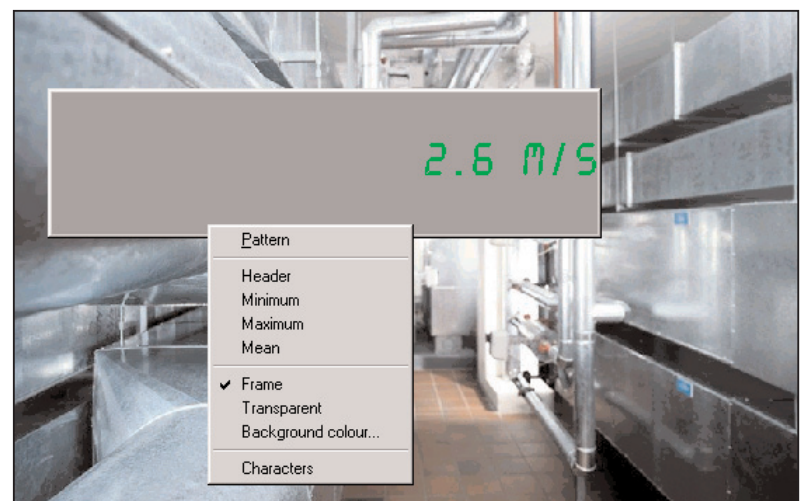 2.6 M/S
Pattern
Header
Minimum
Maximum
Mean
Frame
Transparent
Background colour...
Characters